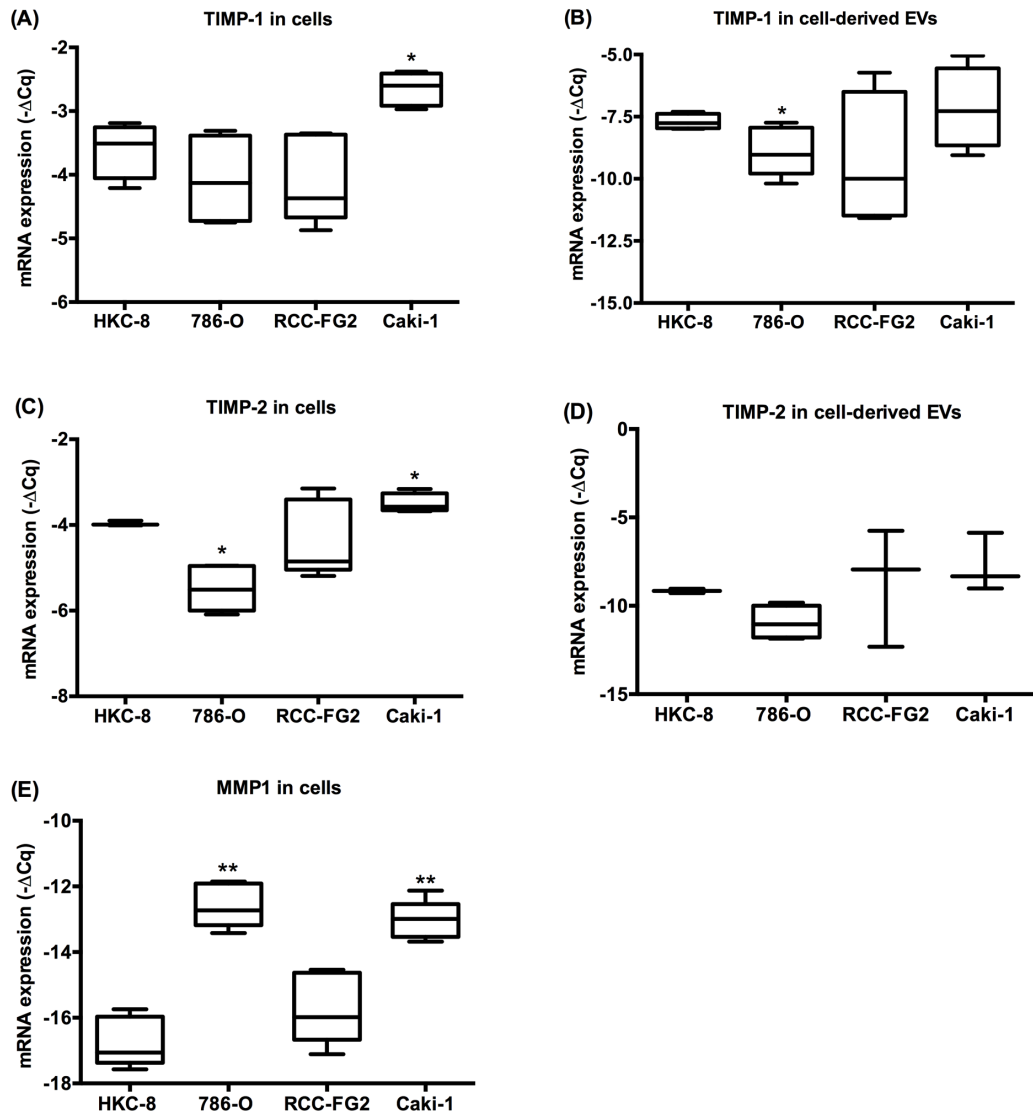 (A)
TIMP-1 in cells
mRNA expression (-ΔCq)
-2
-3
-4
-5
-6
*
HKC-8 786-O RCC-FG2 Caki-1
(B)
TIMP-1 in cell-derived EVs
mRNA expression (-ΔCq)
-5.0
-7.5
-10.0
-12.5
-15.0
*
HKC-8 786-O RCC-FG2 Caki-1
(C)
TIMP-2 in cells
mRNA expression (-ΔCq)
-2
-4
-6
-8
*
*
HKC-8 786-O RCC-FG2 Caki-1
(D)
TIMP-2 in cell-derived EVs
mRNA expression (-ΔCq)
0
-5
-10
-15
HKC-8 786-O RCC-FG2 Caki-1
(E)
MMP1 in cells
mRNA expression (-ΔCq)
-10
-12
-14
-16
-18
**
**
HKC-8 786-O RCC-FG2 Caki-1